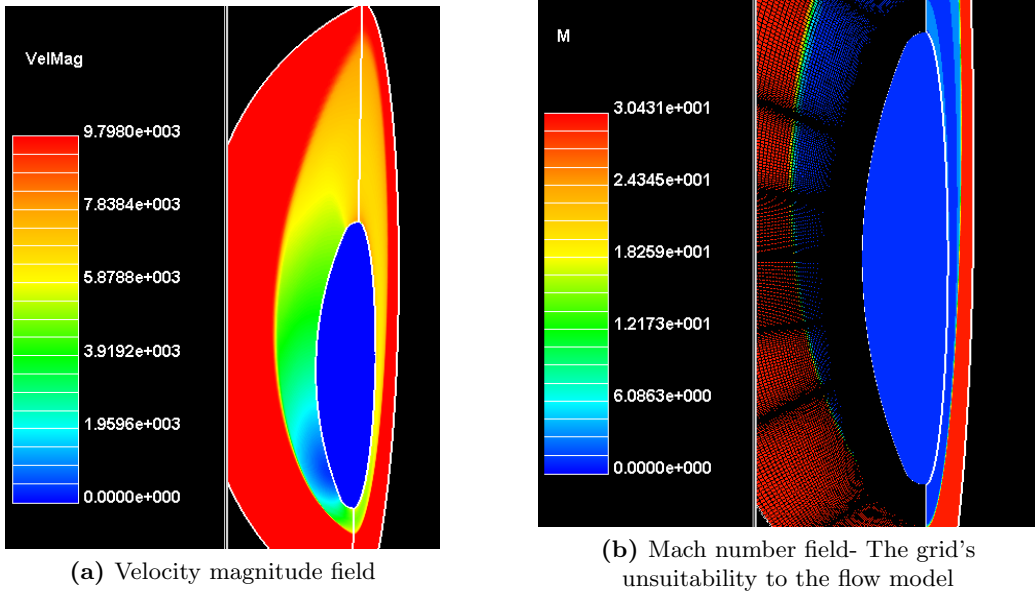 VelMag
9.7980e+003
7.8384e+003
5.8788e+003
3.9192e+003
1.9596e+003
0.0000e+000
(a) Velocity magnitude field
M
3.0431e+001
2.4345e+001
1.8259e+001
1.2173e+001
6.0863e+000
0.0000e+000
(b) Mach number field- The grid's
unsuitability to the flow model